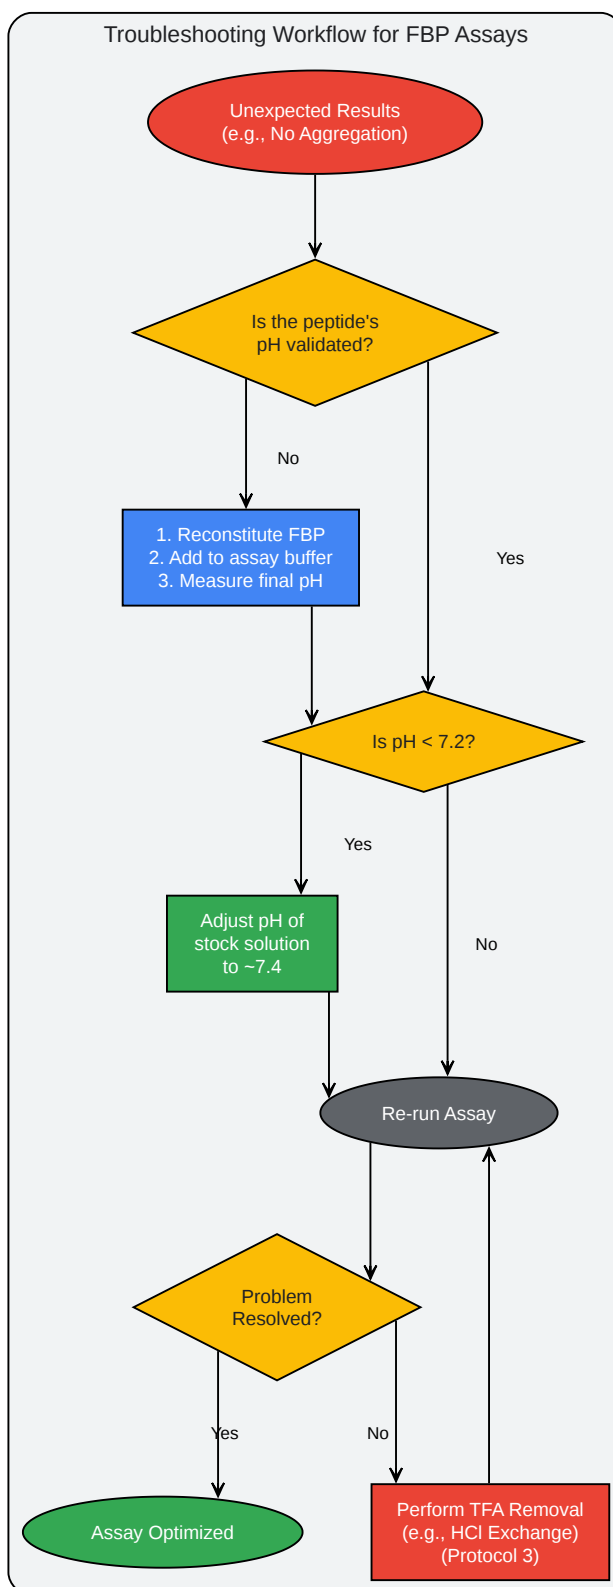 Troubleshooting Workflow for FBP Assays
Unexpected Results
(e.g., No Aggregation)
Is the peptide's
pH validated?
No
1. Reconstitute FBP
2. Add to assay buffer
3. Measure final pH
Yes
Is pH < 7.2?
Yes
Adjust pH of
stock solution
to ~7.4
No
Re-run Assay
Problem
Resolved?
Yes
No
Assay Optimized
Perform TFA Removal
(e.g., HCl Exchange)
(Protocol 3)